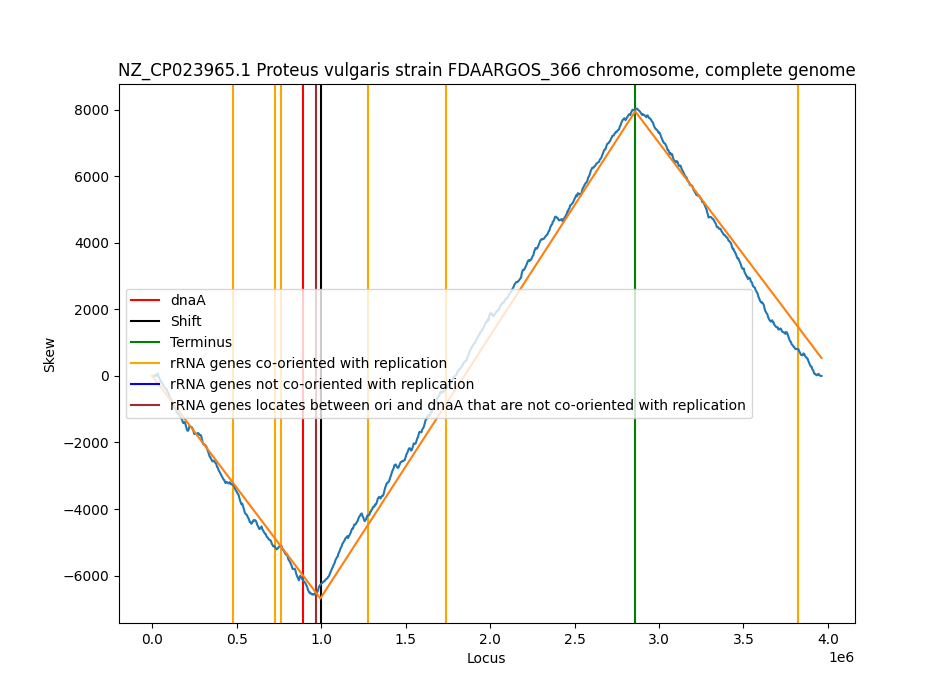 NZ_CP023965.1 Proteus vulgaris strain FDAARGOS_366 chromosome, complete genome
8000
6000
4000
2000
0
−2000
−4000
−6000
Skew
dnaA
Shift
Terminus
rRNA genes co-oriented with replication
rRNA genes not co-oriented with replication
rRNA genes locates between ori and dnaA that are not co-oriented with replication
0.0 0.5 1.0 1.5 2.0 2.5 3.0 3.5 4.0
1e6
Locus